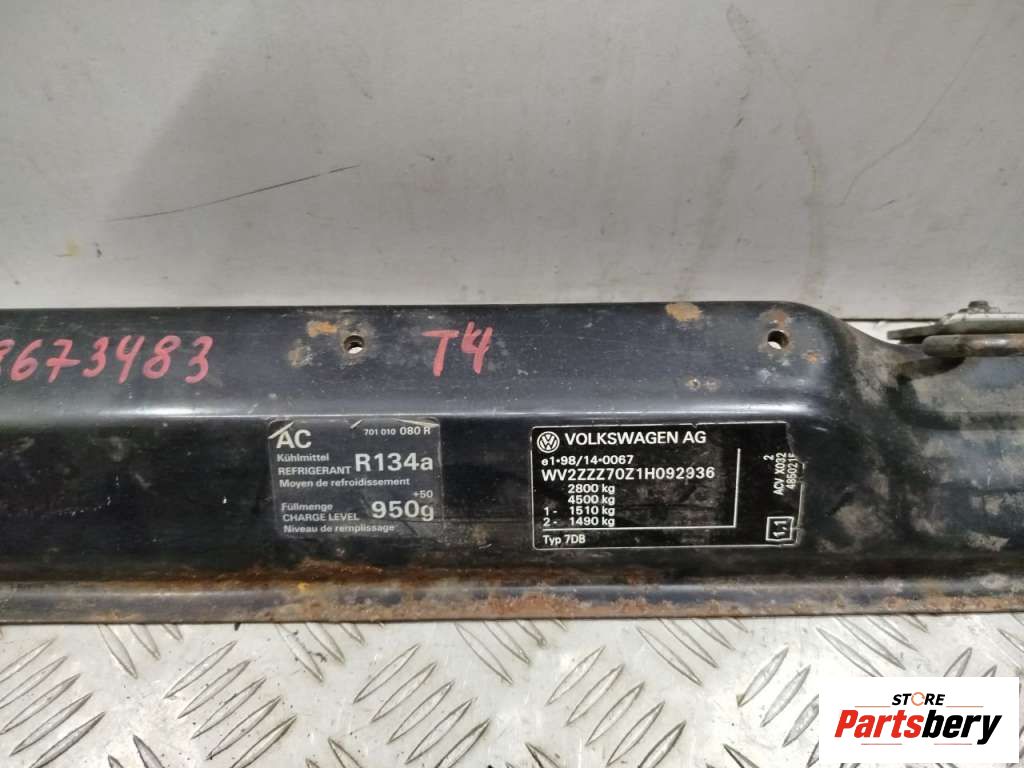 8673483
T4
AC 701 010 080 R
Kühlmittel
REFRIGERANT R134a
Moyen de refroidissement
+50
Füllmenge
CHARGE LEVEL 950g
Niveau de remplissage
VOLKSWAGEN AG
e1*98/14*0067
WV2ZZZ70Z1H092936
2800 kg
4500 kg
1- 1510 kg
2- 1490 kg
Typ 7DB
2
ACV X032
1.1
STORE
Partsbery